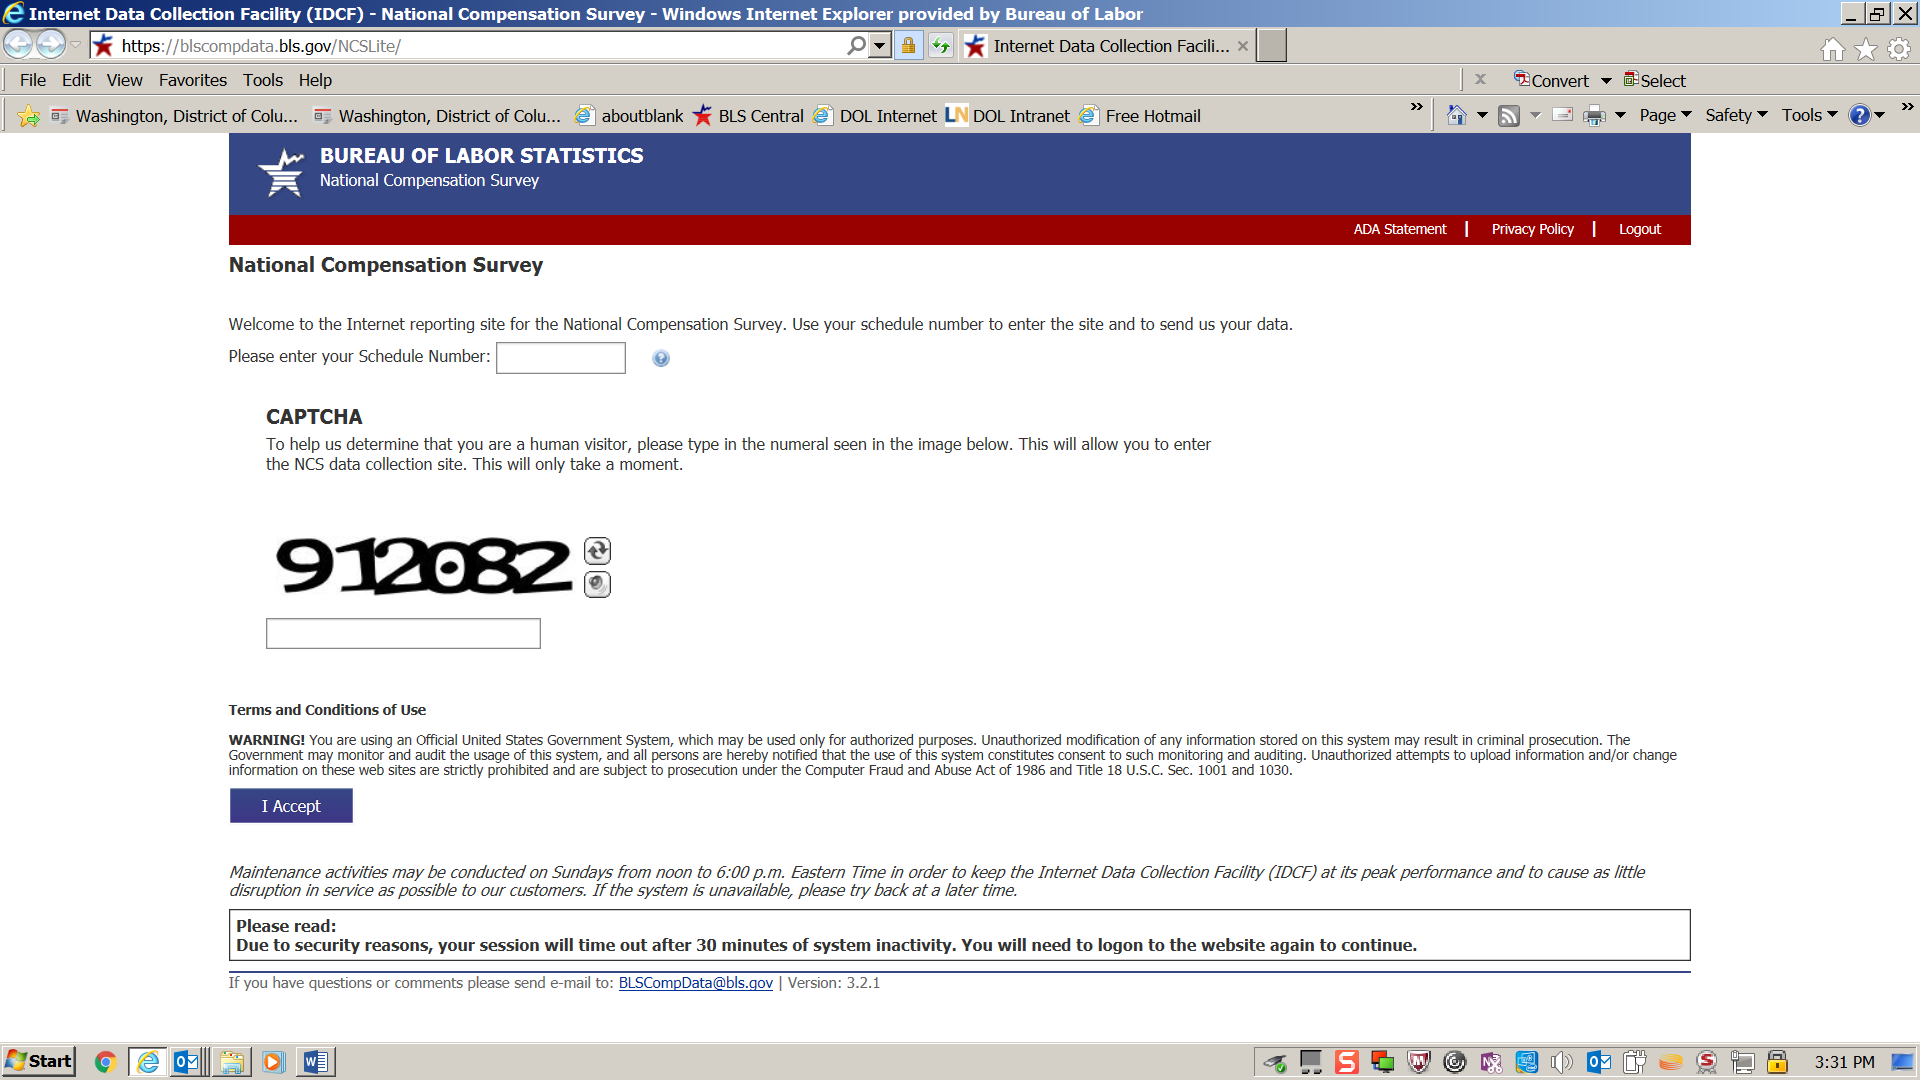 Internet Data Collection Facility (IDCF) - National Compensation Survey - Windows Internet Explorer provided by Bureau of Labor
https://blscompdata.bls.gov/NCSLite/
Internet Data Collection Facili...
File Edit View Favorites Tools Help
x Convert Select
Washington, District of Colu... Washington, District of Colu... aboutblank BLS Central DOL Internet LN DOL Intranet Free Hotmail » Page Safety Tools »
BUREAU OF LABOR STATISTICS
National Compensation Survey
ADA Statement | Privacy Policy | Logout
National Compensation Survey
Welcome to the Internet reporting site for the National Compensation Survey. Use your schedule number to enter the site and to send us your data.
Please enter your Schedule Number:
CAPTCHA
To help us determine that you are a human visitor, please type in the numeral seen in the image below. This will allow you to enter
the NCS data collection site. This will only take a moment.
912082
Terms and Conditions of Use
WARNING! You are using an Official United States Government System, which may be used only for authorized purposes. Unauthorized modification of any information stored on this system may result in criminal prosecution. The
Government may monitor and audit the usage of this system, and all persons are hereby notified that the use of this system constitutes consent to such monitoring and auditing. Unauthorized attempts to upload information and/or change
information on these web sites are strictly prohibited and are subject to prosecution under the Computer Fraud and Abuse Act of 1986 and Title 18 U.S.C. Sec. 1001 and 1030.
I Accept
Maintenance activities may be conducted on Sundays from noon to 6:00 p.m. Eastern Time in order to keep the Internet Data Collection Facility (IDCF) at its peak performance and to cause as little
disruption in service as possible to our customers. If the system is unavailable, please try back at a later time.
Please read:
Due to security reasons, your session will time out after 30 minutes of system inactivity. You will need to logon to the website again to continue.
If you have questions or comments please send e-mail to: BLSCompData@bls.gov | Version: 3.2.1
Start 3:31 PM